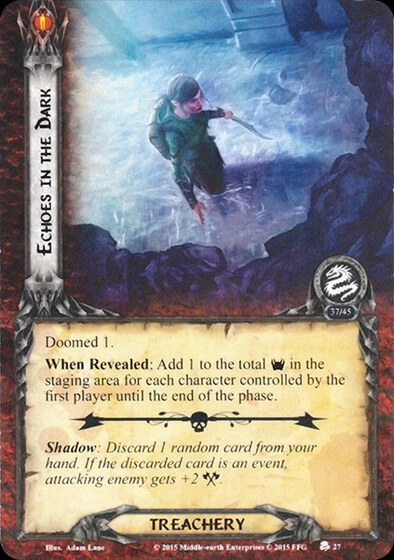 Echoes in the Dark
37/45
Doomed 1.
When Revealed: Add 1 to the total in the
staging area for each character controlled by the
first player until the end of the phase.
Shadow: Discard 1 random card from your
hand. If the discarded card is an event,
attacking enemy gets +2 .
TREACHERY
Illus. Adam Lane © 2015 Middle-earth Enterprises © 2015 FFG 27